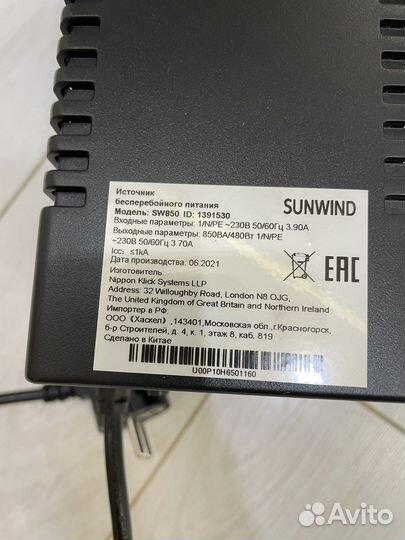 Источник
бесперебойного питания
SUNWIND
Модель: SW850 ID: 1391530
Входные параметры: 1/N/PE ~230В 50/60Гц 3.90А
Выходные параметры: 850ВА/480Вт 1/N/PE
~230В 50/60Гц 3.70А
Icc: ≤1kA
Дата производства: 06.2021
EAC
Изготовитель:
Nippon Klick Systems LLP
Address: 32 Willoughby Road, London N8 OJG,
The United Kingdom of Great Britain and Northern Ireland
Импортер в РФ:
ООО «Хаскел» ,143401,Московская обл.,г.Красногорск,
б-р Строителей, д. 4, к. 1, этаж 8, каб. 819
Сделано в Китае
U00P10H6501160
Avito